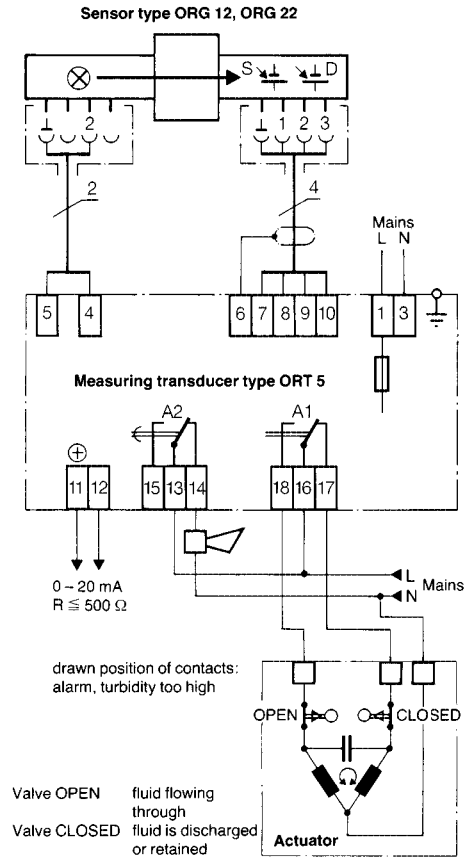 Sensor type ORG 12, ORG 22
S D
2 1 2 3
2 4
Mains
L N
5 4 6 7 8 9 10 1 3
Measuring transducer type ORT 5
A2 A1
11 12 15 13 14 18 16 17
0 – 20 mA
R ≦ 500 Ω
L
Mains
N
drawn position of contacts:
alarm, turbidity too high
OPEN CLOSED
Valve OPEN fluid flowing
through
Valve CLOSED fluid is discharged
or retained
Actuator